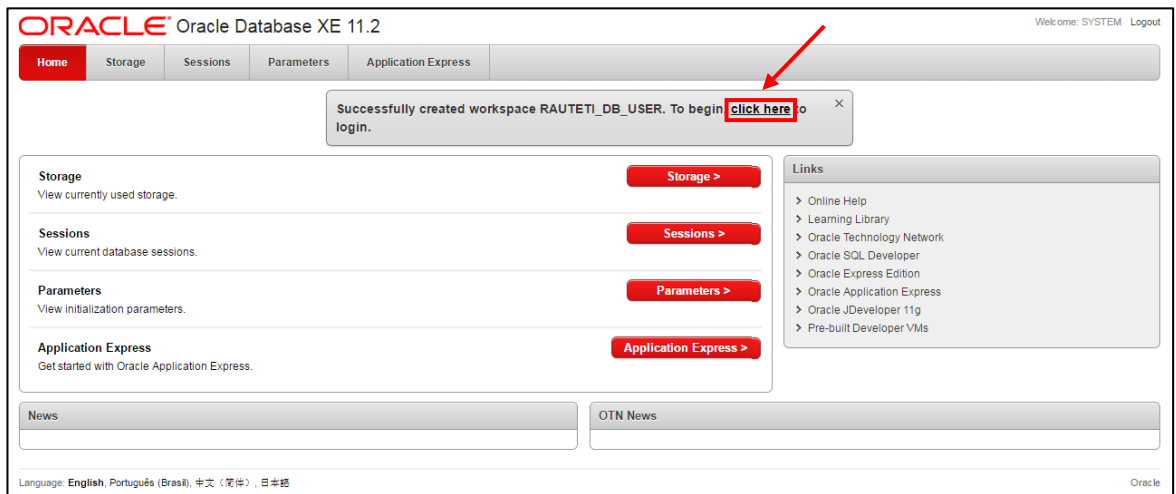 ORACLE Oracle Database XE 11.2
Welcome: SYSTEM Logout
Home Storage Sessions Parameters Application Express
Successfully created workspace RAUTETI_DB_USER. To begin click here to
login.
×
Storage
View currently used storage.
Storage >
Sessions
View current database sessions.
Sessions >
Parameters
View initialization parameters.
Parameters >
Application Express
Get started with Oracle Application Express.
Application Express >
Links
> Online Help
> Learning Library
> Oracle Technology Network
> Oracle SQL Developer
> Oracle Express Edition
> Oracle Application Express
> Oracle JDeveloper 11g
> Pre-built Developer VMs
News
OTN News
Language: English, Português (Brasil), 中文（简体）, 日本語
Oracle